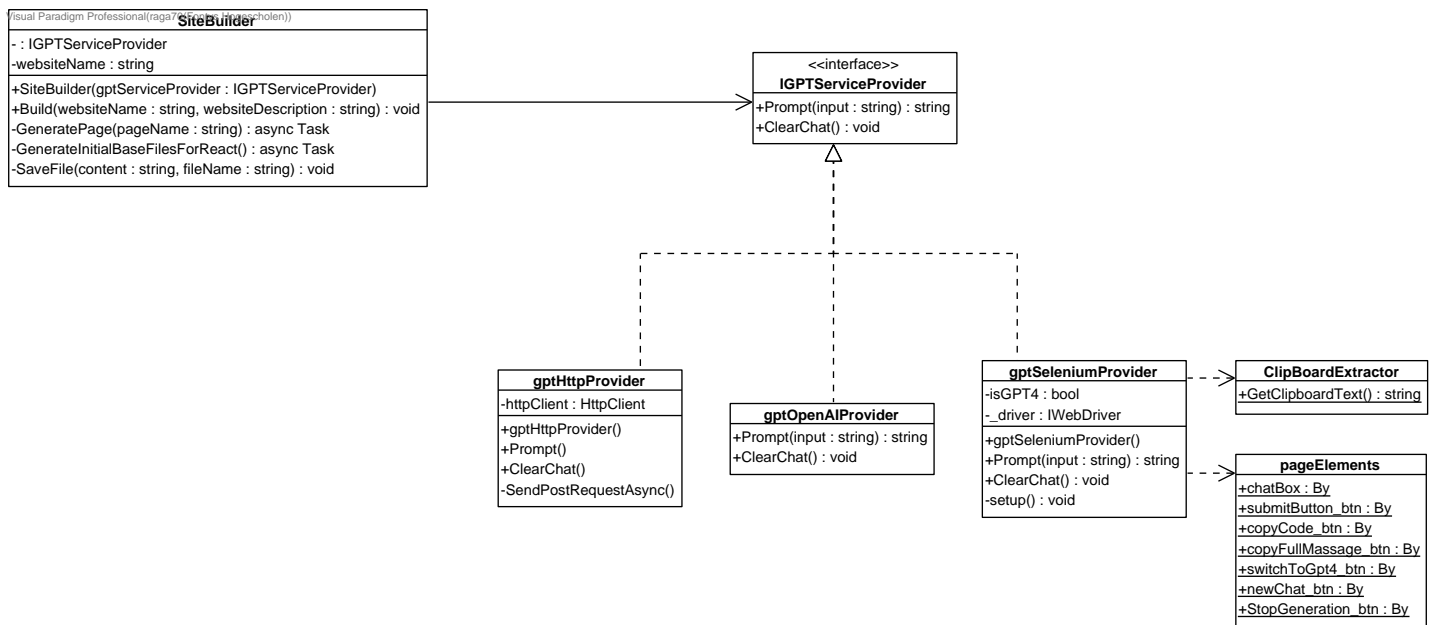 Visual Paradigm Professional(raga70(Fontys Hogescholen))
SiteBuilder
- : IGPTServiceProvider
-websiteName : string
+SiteBuilder(gptServiceProvider : IGPTServiceProvider)
+Build(websiteName : string, websiteDescription : string) : void
-GeneratePage(pageName : string) : async Task
-GenerateInitialBaseFilesForReact() : async Task
-SaveFile(content : string, fileName : string) : void
<<interface>>
IGPTServiceProvider
+Prompt(input : string) : string
+ClearChat() : void
gptHttpProvider
-httpClient : HttpClient
+gptHttpProvider()
+Prompt()
+ClearChat()
-SendPostRequestAsync()
gptOpenAIProvider
+Prompt(input : string) : string
+ClearChat() : void
gptSeleniumProvider
-isGPT4 : bool
-_driver : IWebDriver
+gptSeleniumProvider()
+Prompt(input : string) : string
+ClearChat() : void
-setup() : void
ClipBoardExtractor
+GetClipboardText() : string
pageElements
+chatBox : By
+submitButton_btn : By
+copyCode_btn : By
+copyFullMassage_btn : By
+switchToGpt4_btn : By
+newChat_btn : By
+StopGeneration_btn : By